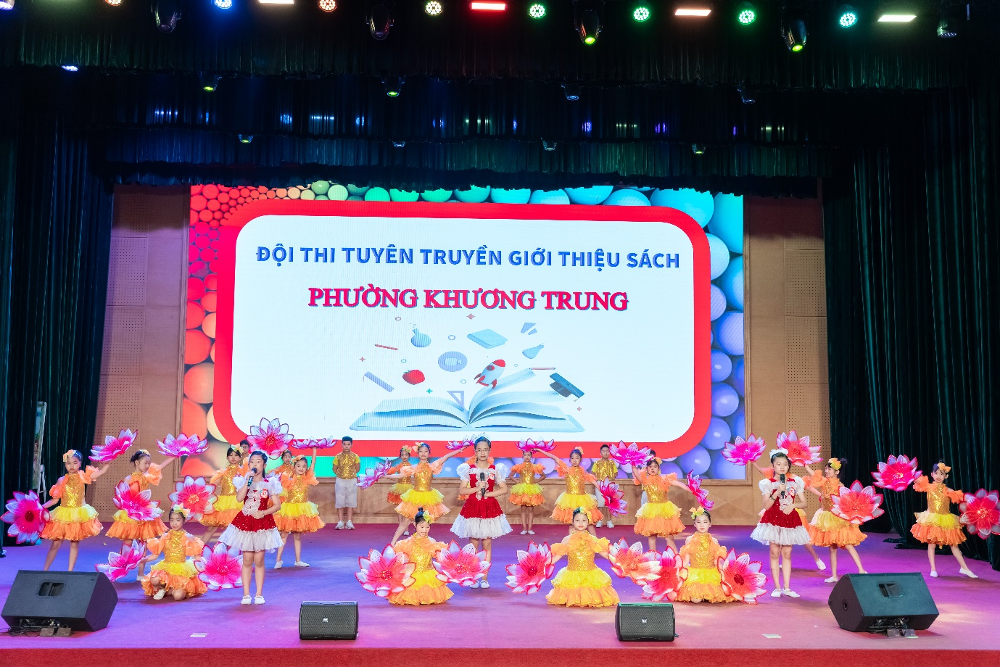 ĐỘI THI TUYÊN TRUYỀN GIỚI THIỆU SÁCH
PHƯỜNG KHƯƠNG TRUNG